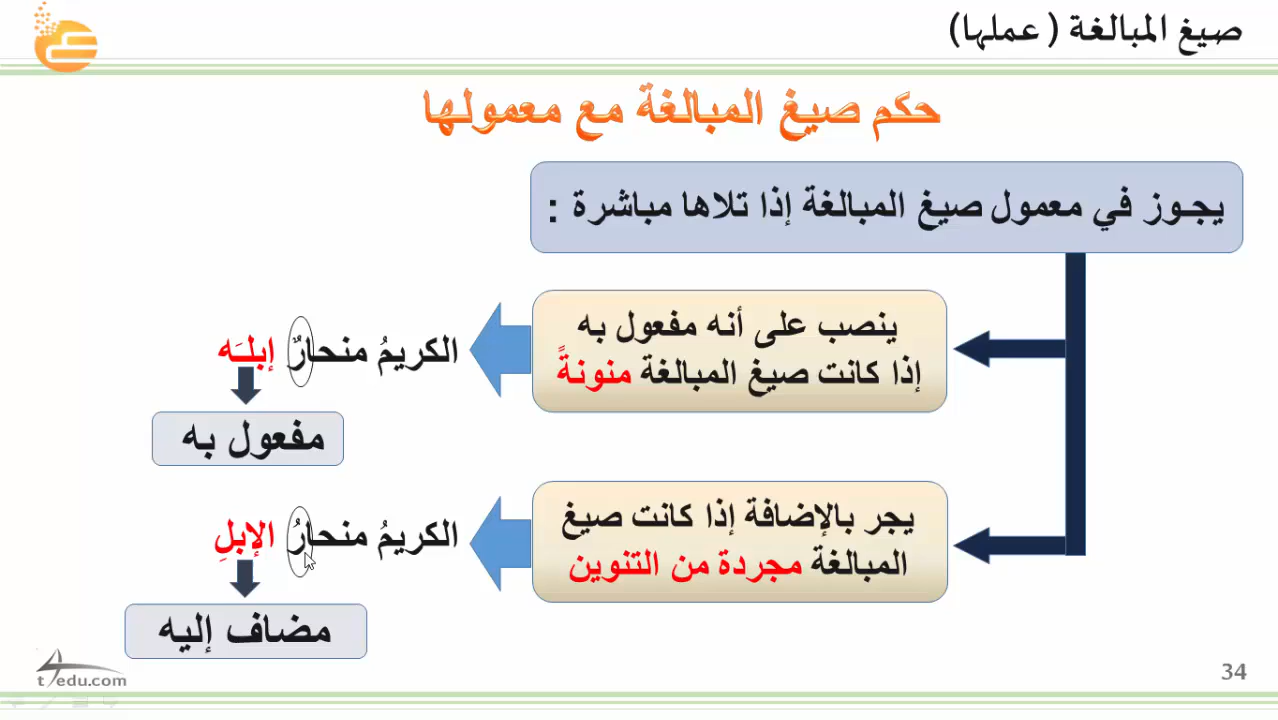 صيغ المبالغة ( عملها)
حكم صيغ المبالغة مع معمولها
يجـوز في معمول صيغ المبالغة إذا تلاها مباشرة :
ينصب على أنه مفعول به
إذا كانت صيغ المبالغة منونةً
الكريمُ منحارٌ إبلـَه
مفعول به
يجر بالإضافة إذا كانت صيغ
المبالغة مجردة من التنوين
الكريمُ منحارُ الإبلِ
مضاف إليه
t4edu.com
34